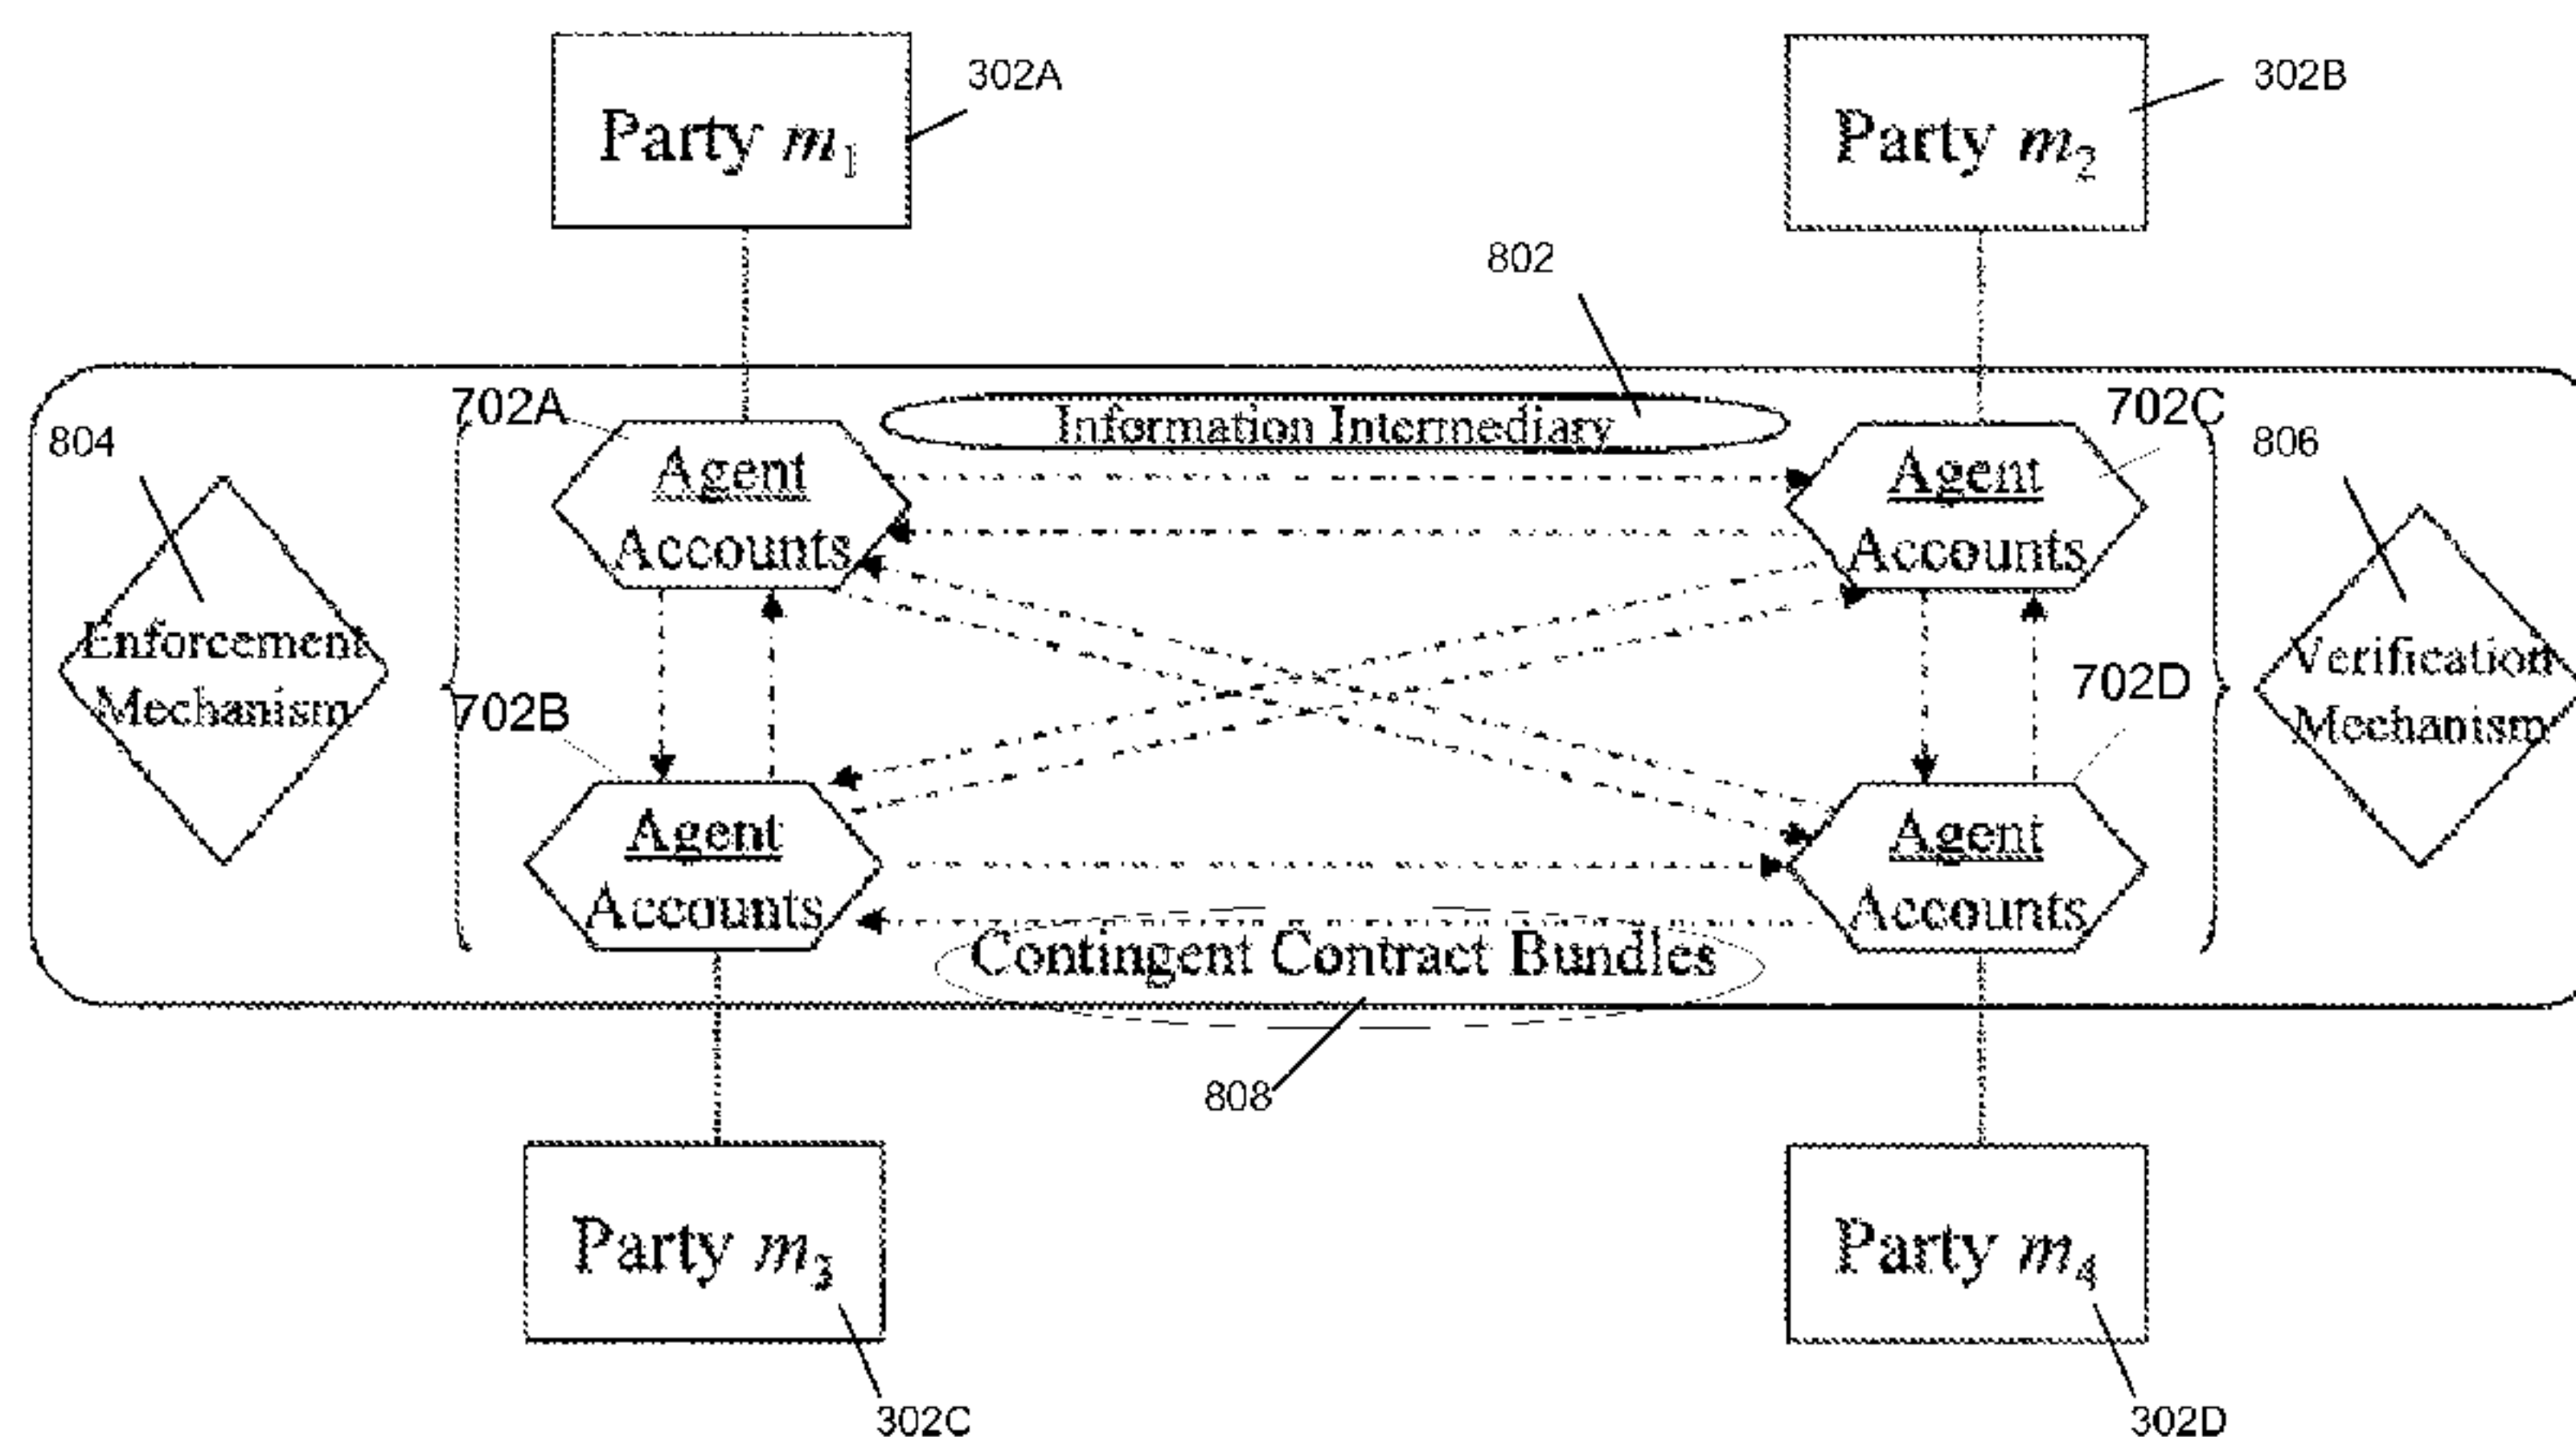 302A
302B
Party m1
Party m2
802
702A
Information Intermediary
702C
804
806
Agent
Accounts
Agent
Accounts
Enforcement
Mechanism
Verification
Mechanism
702B
702D
Agent
Accounts
Agent
Accounts
Contingent Contract Bundles
808
Party m3
Party m4
302C
302D